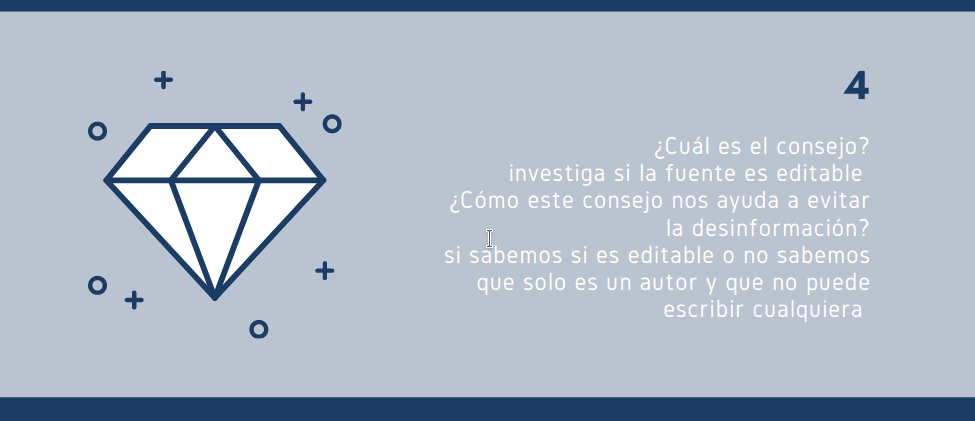 4
¿Cuál es el consejo?
investiga si la fuente es editable
¿Cómo este consejo nos ayuda a evitar
la desinformación?
si sabemos si es editable o no sabemos
que solo es un autor y que no puede
escribir cualquiera